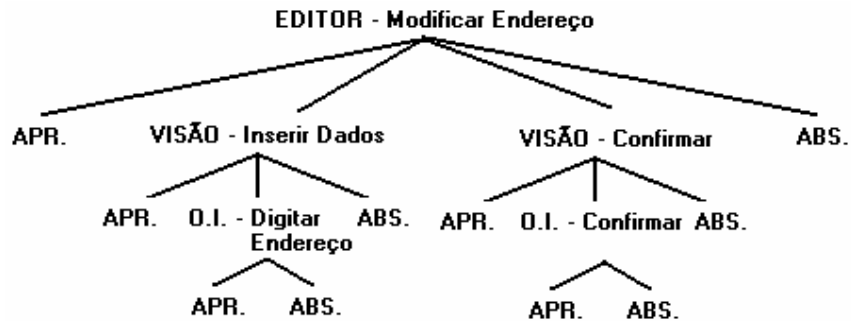 EDITOR - Modificar Endereço
APR. VISÃO - Inserir Dados VISÃO - Confirmar ABS.
APR. O.I. - Digitar ABS. APR. O.I. - Confirmar ABS.
Endereço
APR. ABS. APR. ABS.